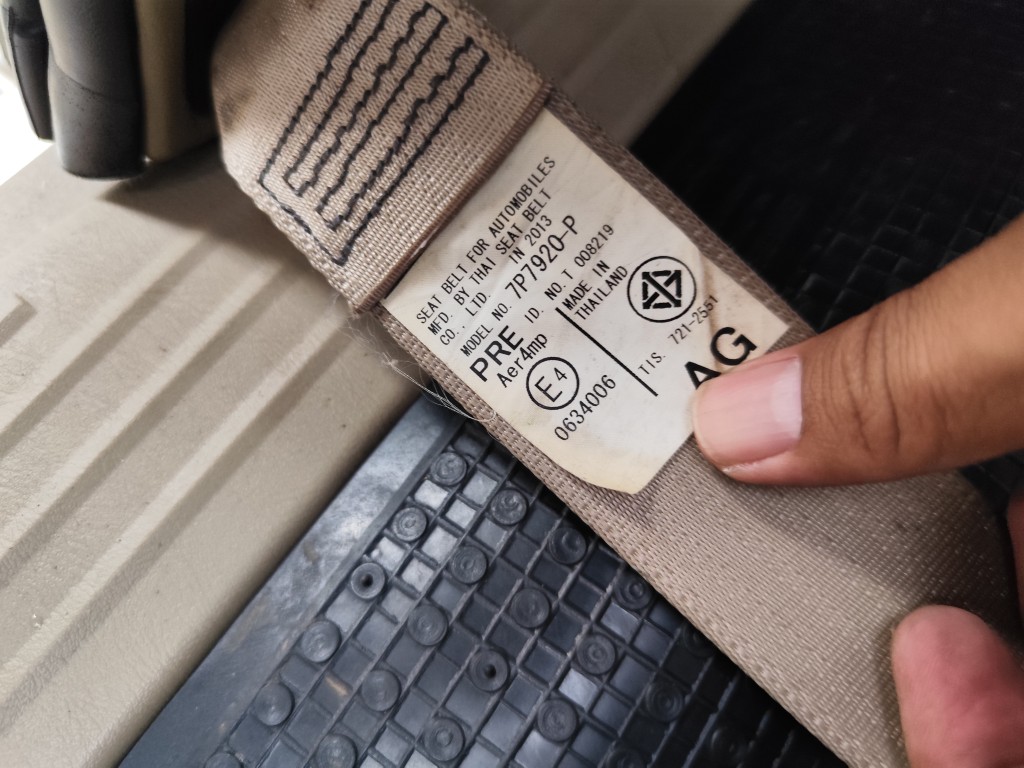 SEAT BELT FOR AUTOMOBILES
MFD. BY THAI SEAT BELT
CO., LTD. IN 2013
MODEL NO. 7P7920-P
PRE ID. NO. T 008219
Aer4mp
E4
0634006
MADE IN
THAILAND
TIS. 721-2551
AG